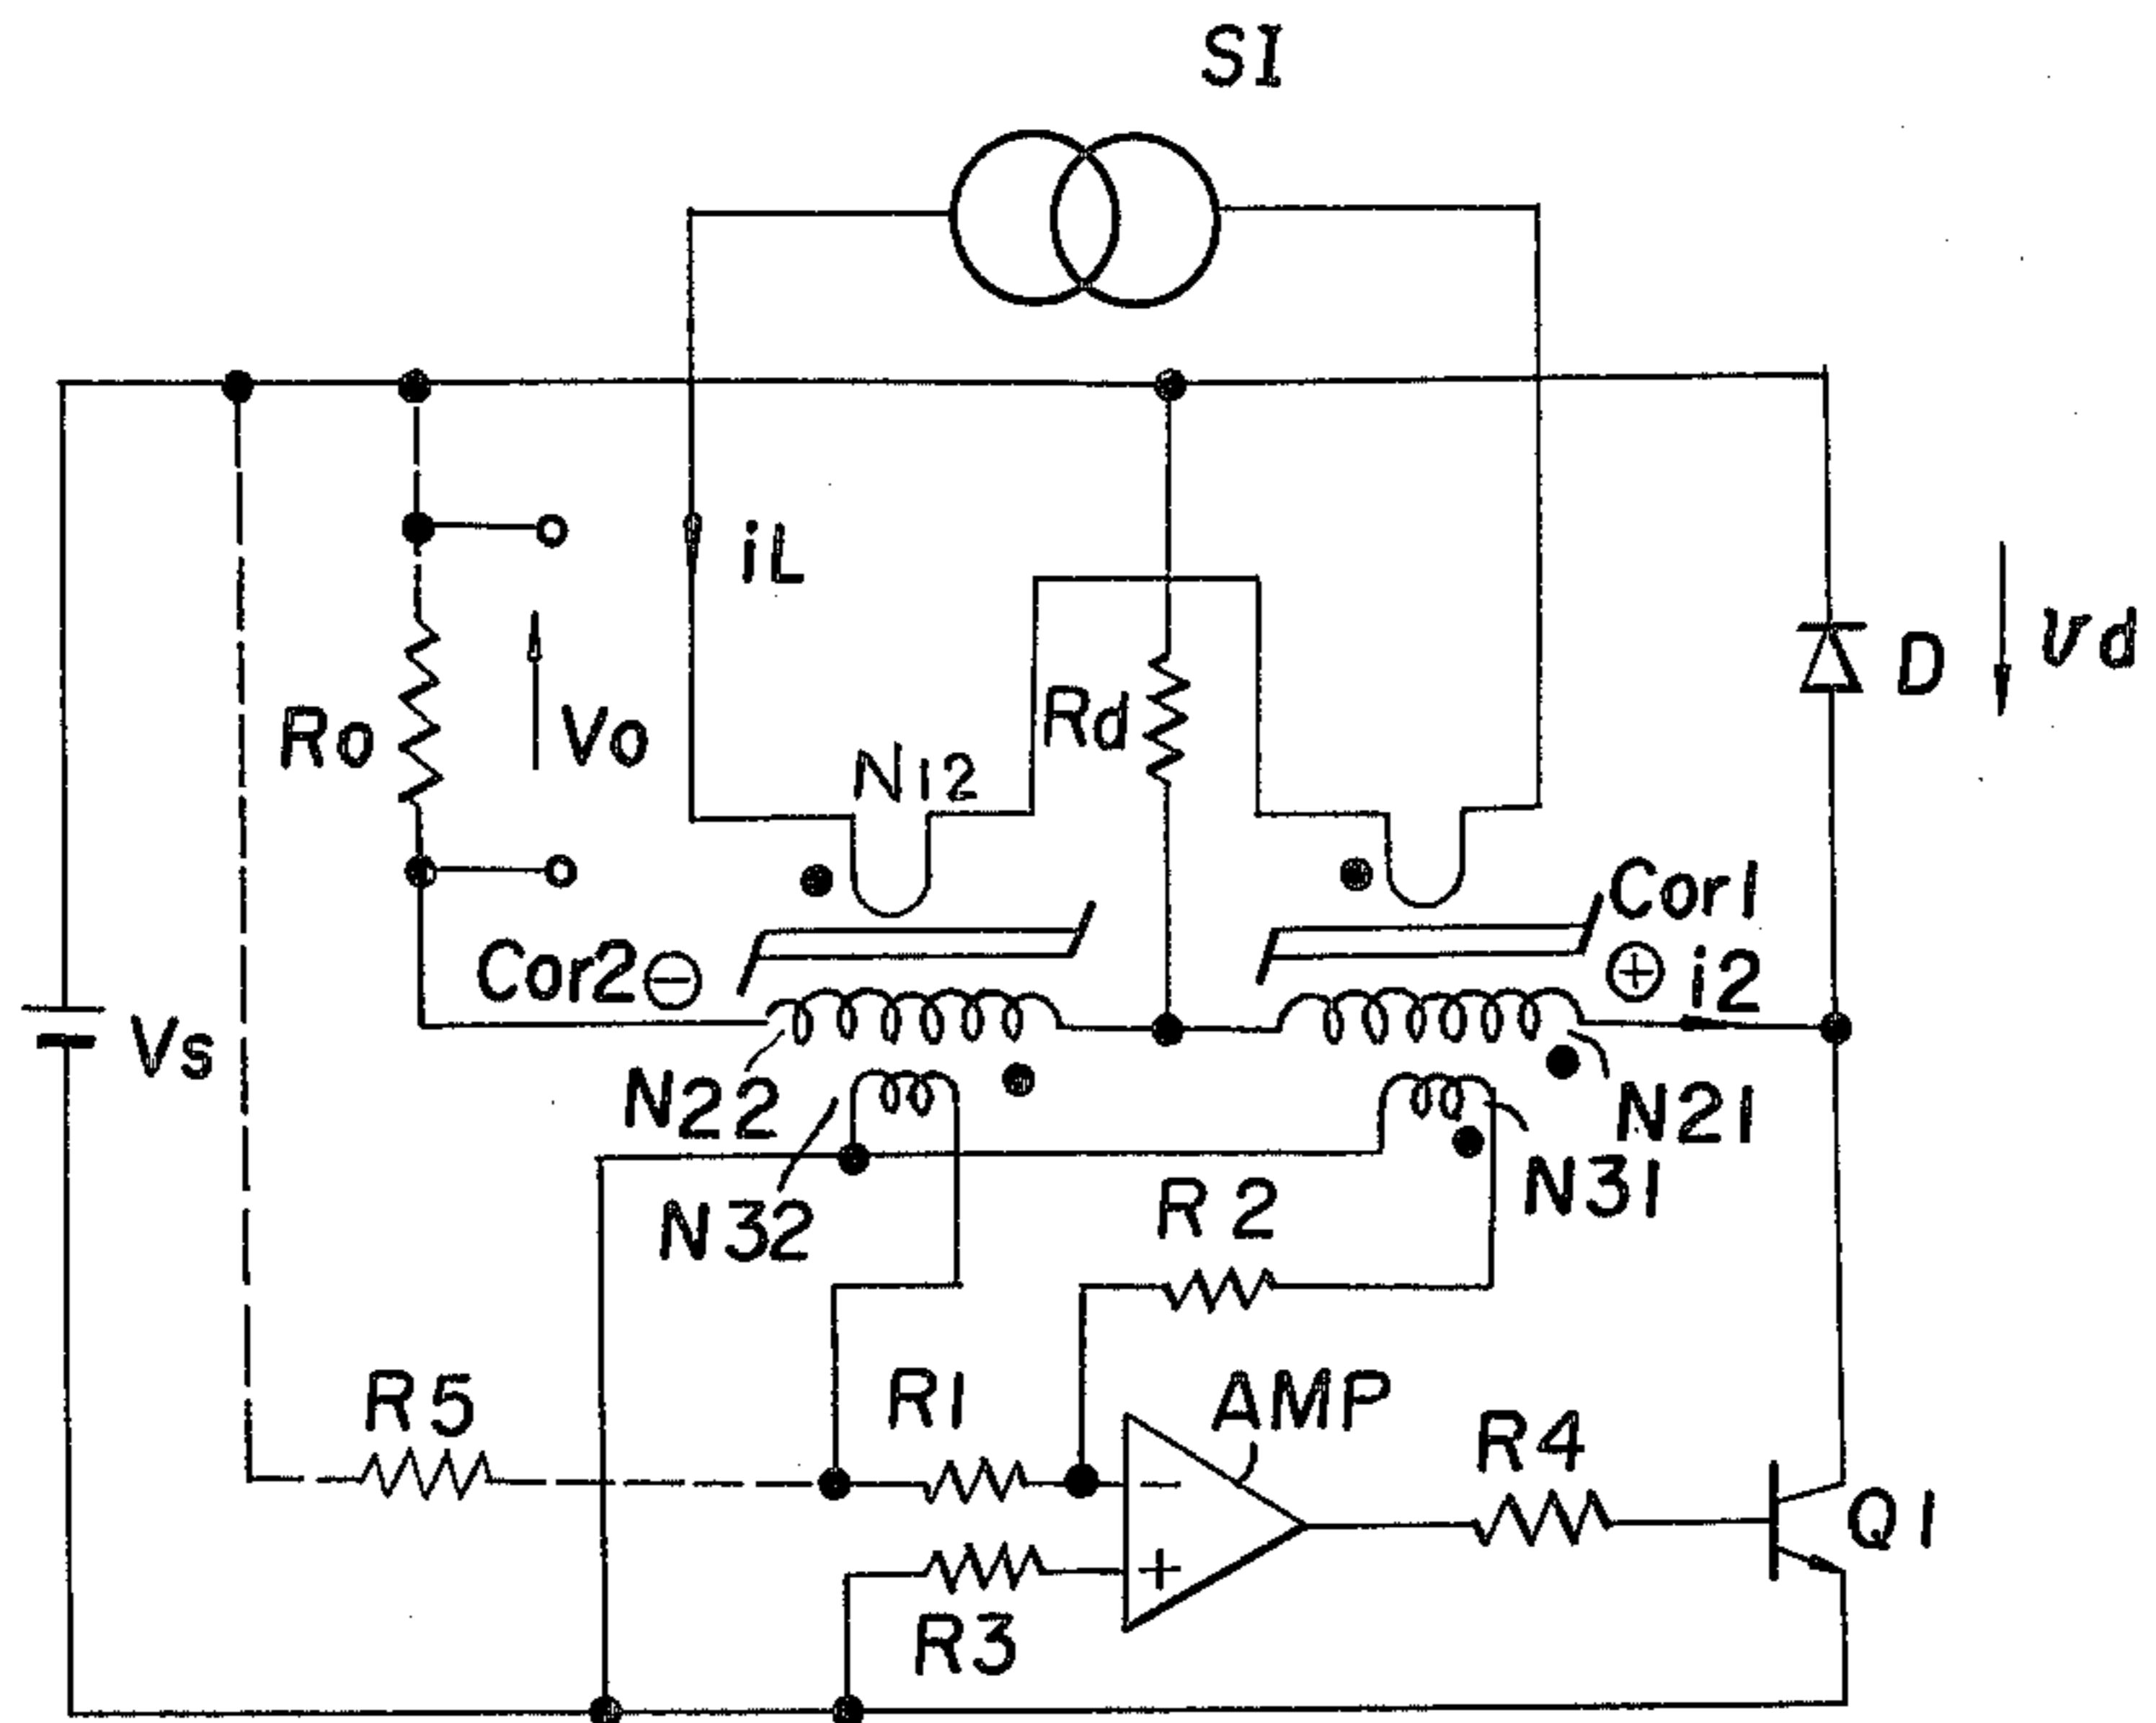 SI
iL
Ro
Vo
Rd
D
Vd
N12
Cor1
Cor2 ⊖
⊕ i2
Vs
N22
N21
N32
N31
R2
R5
R1
AMP
R4
−
Q1
+
R3